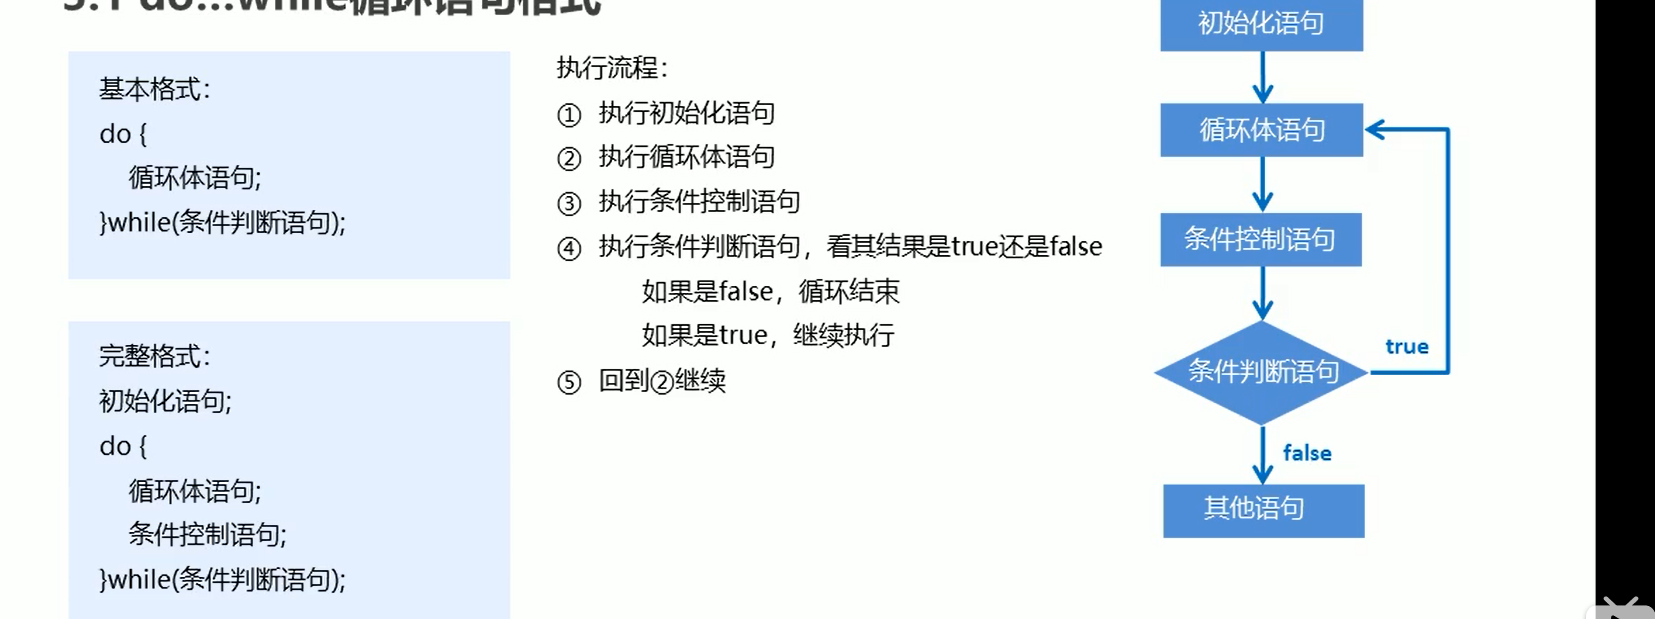 5.1 do...while循环语句格式
基本格式：
do {
循环体语句;
}while(条件判断语句);
完整格式：
初始化语句;
do {
循环体语句;
条件控制语句;
}while(条件判断语句);
执行流程：
① 执行初始化语句
② 执行循环体语句
③ 执行条件控制语句
④ 执行条件判断语句，看其结果是true还是false
如果是false，循环结束
如果是true，继续执行
⑤ 回到②继续
初始化语句
循环体语句
条件控制语句
条件判断语句
true
false
其他语句